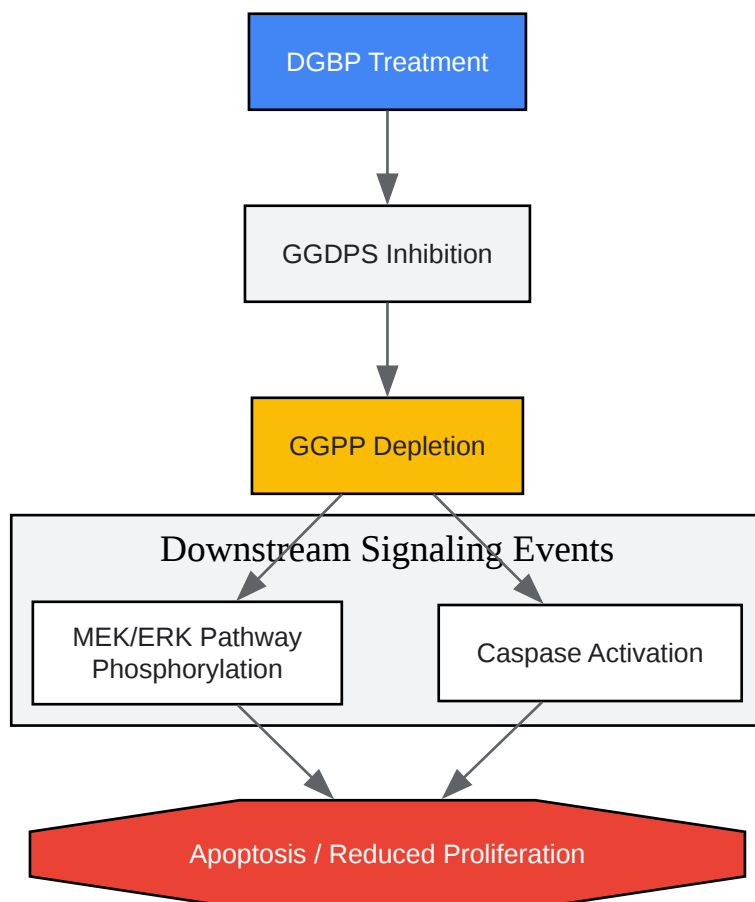 DGBP Treatment
GGDPS Inhibition
GGPP Depletion
Downstream Signaling Events
MEK/ERK Pathway
Phosphorylation
Caspase Activation
Apoptosis / Reduced Proliferation